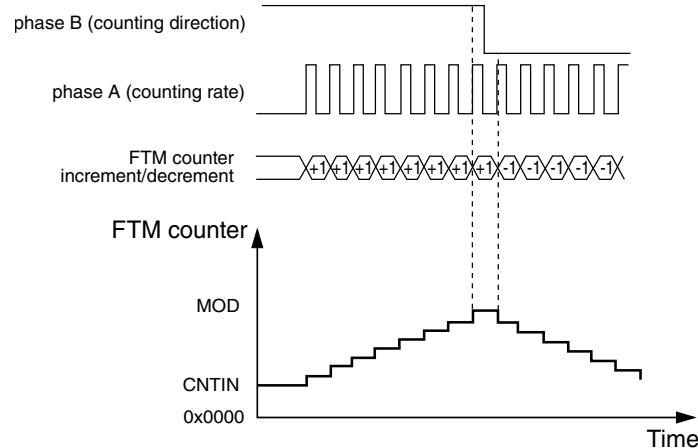 phase B (counting direction)
phase A (counting rate)
FTM counter
increment/decrement
+1 +1 +1 +1 +1 +1 +1 +1 -1 -1 -1 -1 -1
FTM counter
MOD
CNTIN
0x0000
Time